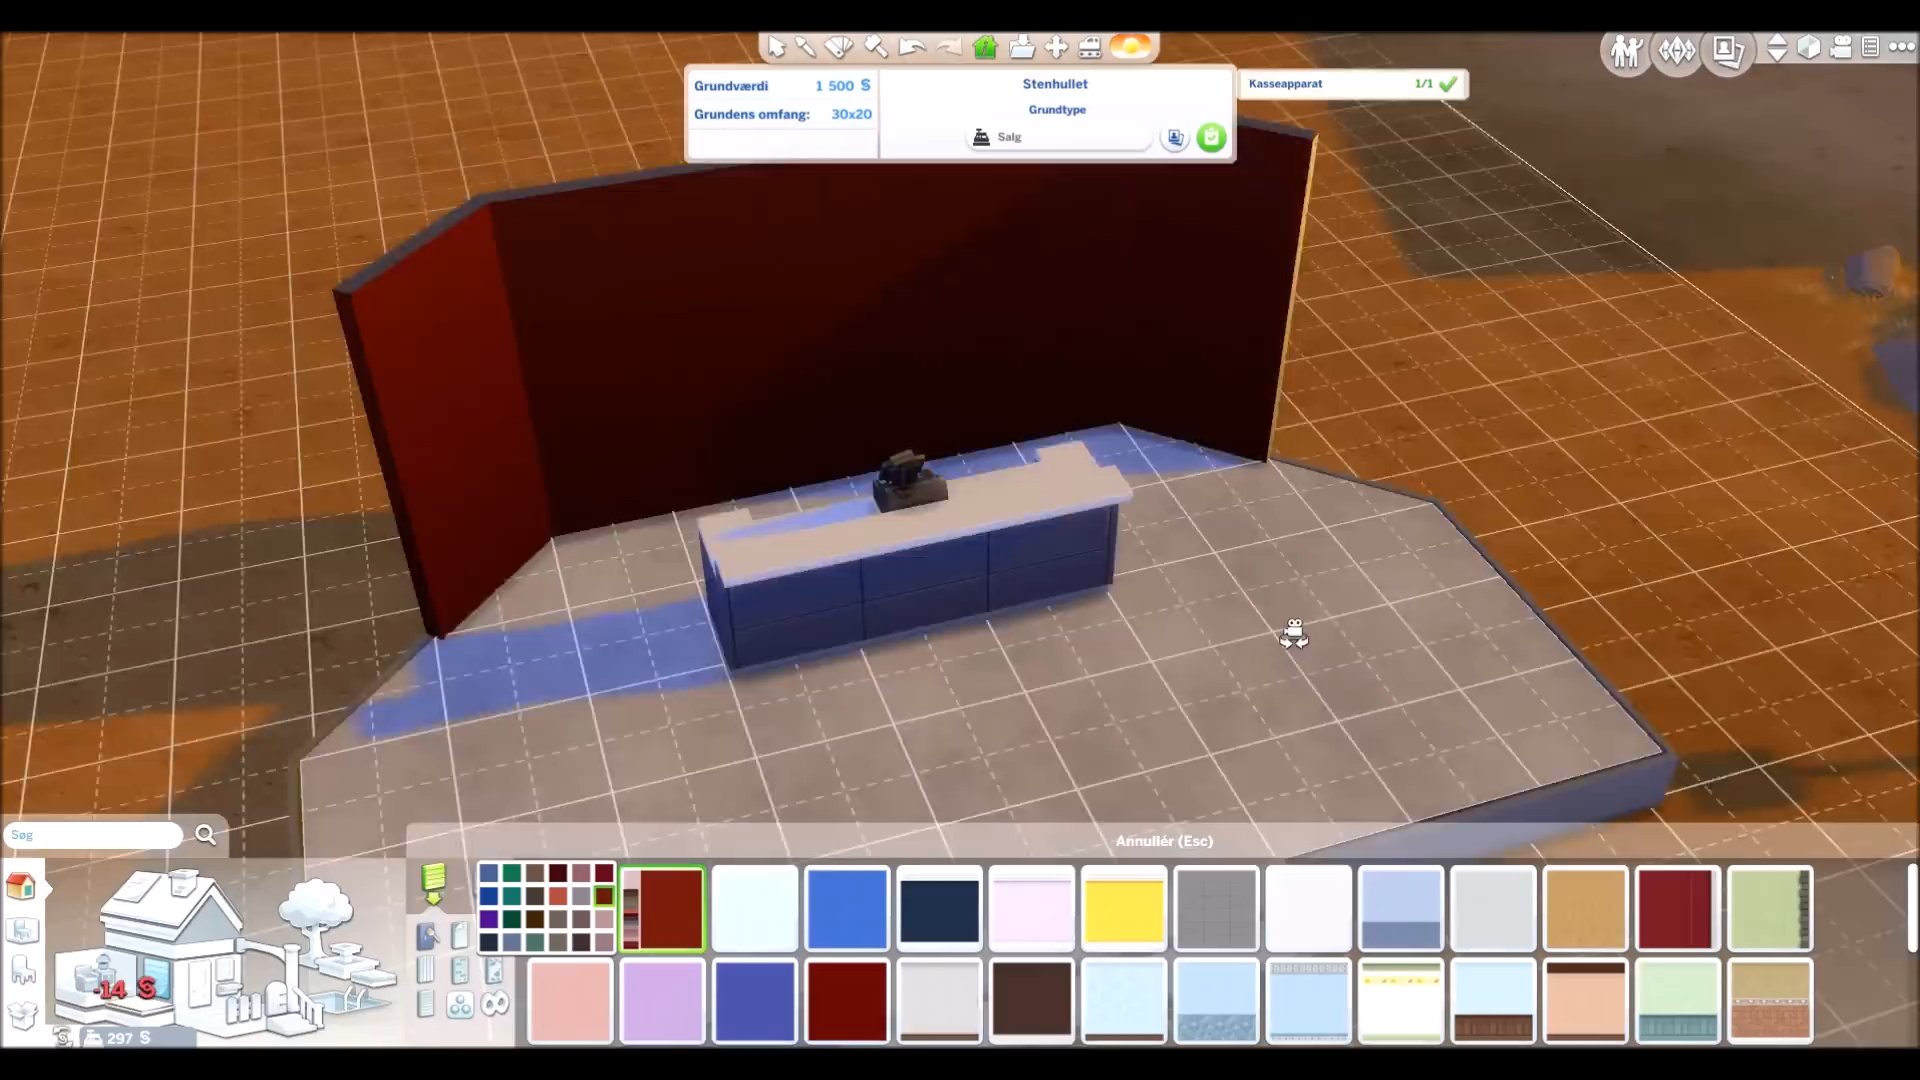 Grundværdi 1 500 $
Grundens omfang: 30x20
Stenhullet
Grundtype
Salg
Kasseapparat 1/1
Annullér (Esc)
Søg
-14 $
297 $